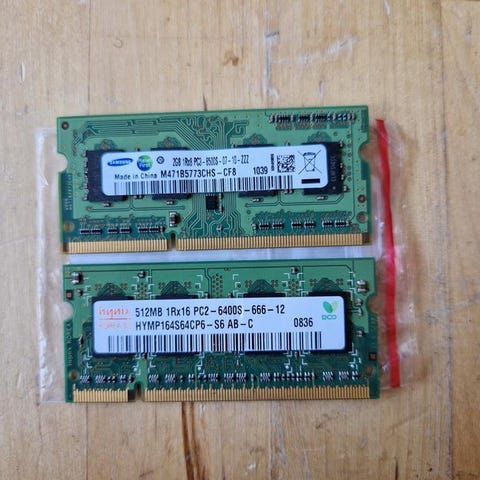 SAMSUNG
2GB 1Rx8 PC3-8500S-07-10-ZZZ
Made in China M471B5773CHS-CF8 1039
hynix
512MB 1Rx16 PC2-6400S-666-12
HYMP164S64CP6-S6 AB-C 0836
ECO